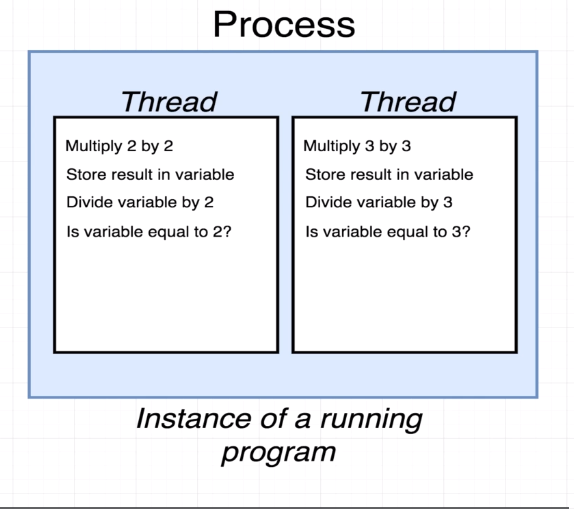 Process
Thread
Multiply 2 by 2
Store result in variable
Divide variable by 2
Is variable equal to 2?
Thread
Multiply 3 by 3
Store result in variable
Divide variable by 3
Is variable equal to 3?
Instance of a running
program